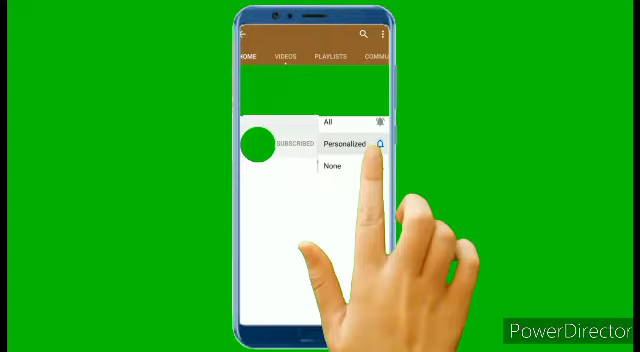 HOME VIDEOS PLAYLISTS COMMU
All
SUBSCRIBED Personalized
None
PowerDirector